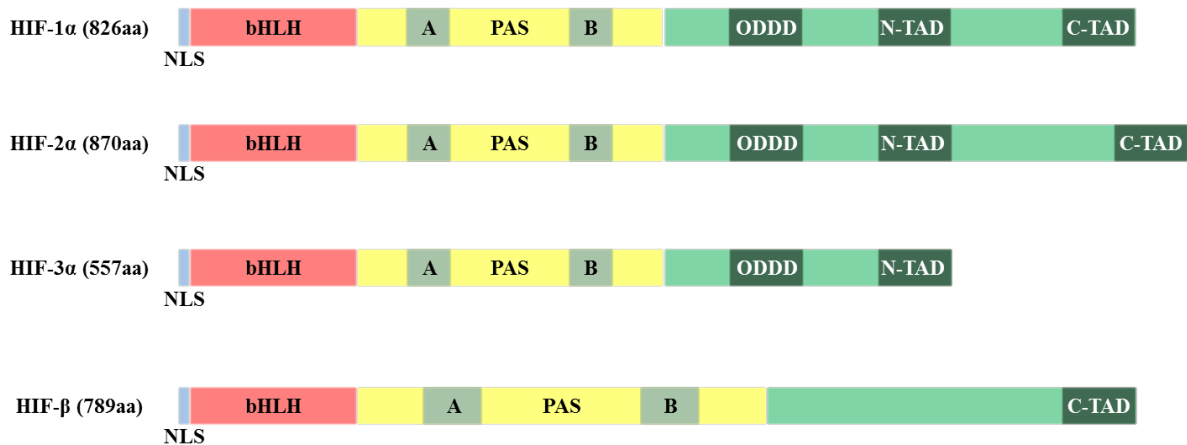 HIF-1α (826aa) bHLH A PAS B ODDD N-TAD C-TAD
NLS
HIF-2α (870aa) bHLH A PAS B ODDD N-TAD C-TAD
NLS
HIF-3α (557aa) bHLH A PAS B ODDD N-TAD
NLS
HIF-β (789aa) bHLH A PAS B C-TAD
NLS